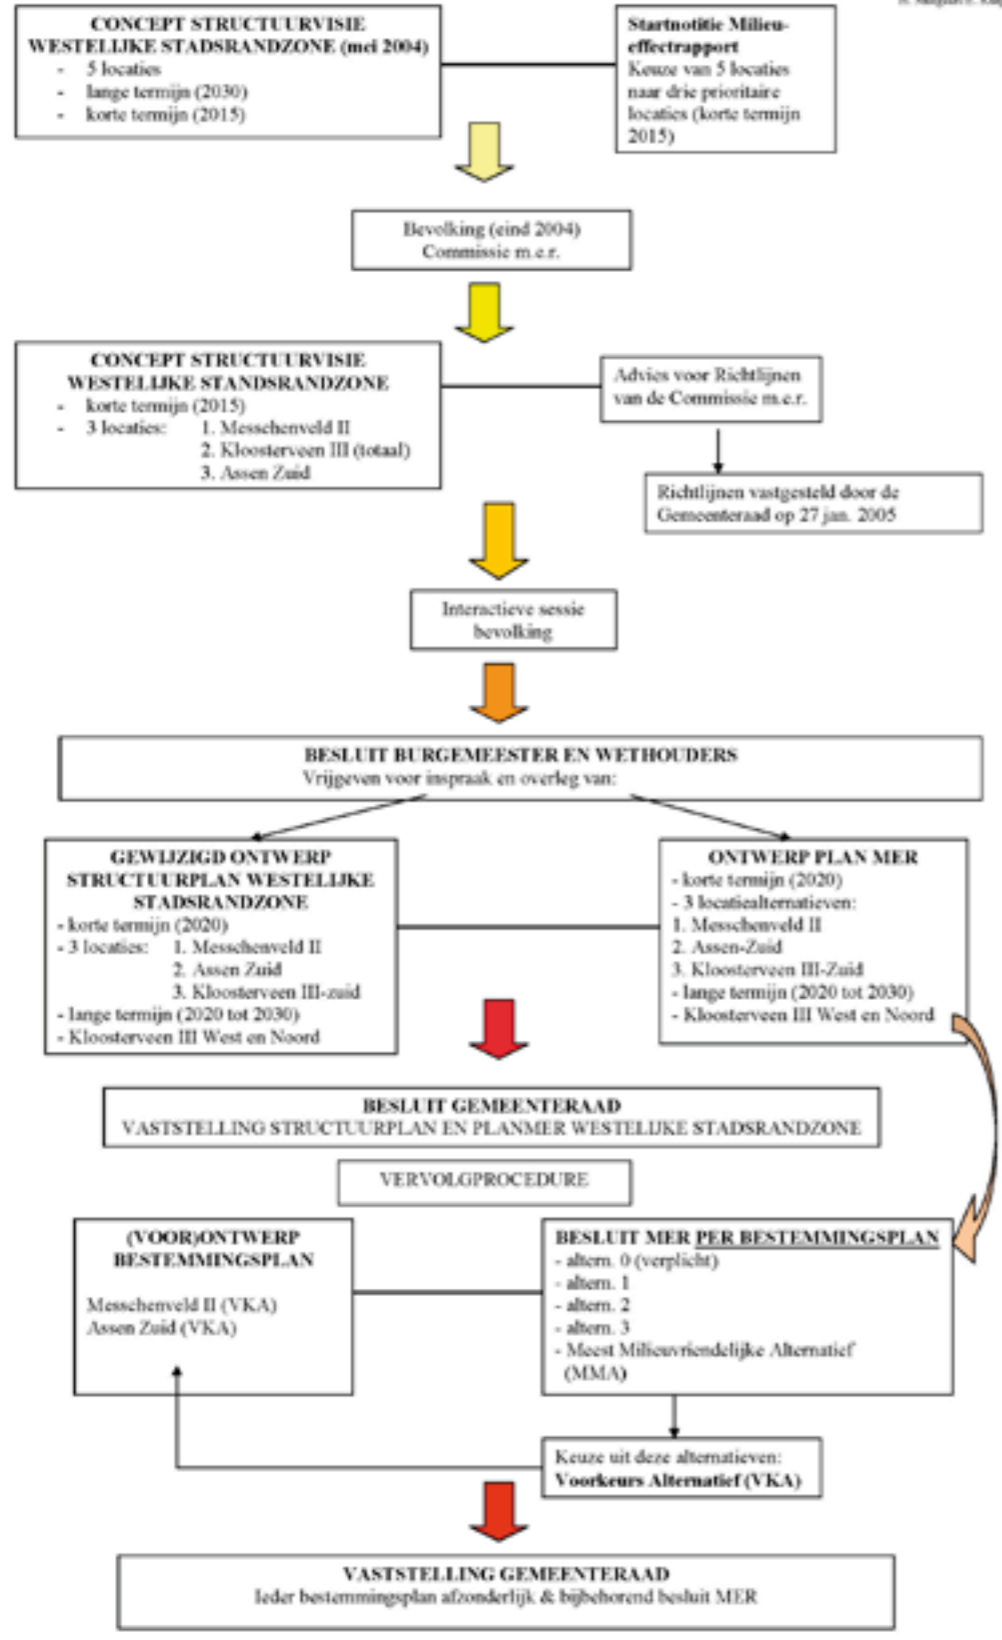 CONCEPT STRUCTUURVISIE
WESTELIJKE STADSRANDZONE (mei 2004)
- 5 locaties
- lange termijn (2030)
- korte termijn (2015)
Startnotitie Milieu-
effectrapport
Keuze van 5 locaties
naar drie prioritaire
locaties (korte termijn
2015)
Bevolking (eind 2004)
Commissie m.e.r.
CONCEPT STRUCTUURVISIE
WESTELIJKE STANDSRANDZONE
- korte termijn (2015)
- 3 locaties: 1. Messchenveld II
2. Kloosterveen III (totaal)
3. Assen Zuid
Advies voor Richtlijnen
van de Commissie m.e.r.
Richtlijnen vastgesteld door de
Gemeenteraad op 27 jan. 2005
Interactieve sessie
bevolking
BESLUIT BURGEMEESTER EN WETHOUDERS
Vrijgeven voor inspraak en overleg van:
GEWIJZIGD ONTWERP
STRUCTUURPLAN WESTELIJKE
STADSRANDZONE
- korte termijn (2020)
- 3 locaties: 1. Messchenveld II
2. Assen Zuid
3. Kloosterveen III-zuid
- lange termijn (2020 tot 2030)
- Kloosterveen III West en Noord
ONTWERP PLAN MER
- korte termijn (2020)
- 3 locatiealternatieven:
1. Messchenveld II
2. Assen-Zuid
3. Kloosterveen III-Zuid
- lange termijn (2020 tot 2030)
- Kloosterveen III West en Noord
BESLUIT GEMEENTERAAD
VASTSTELLING STRUCTUURPLAN EN PLANMER WESTELIJKE STADSRANDZONE
VERVOLGPROCEDURE
(VOOR)ONTWERP
BESTEMMINGSPLAN
Messchenveld II (VKA)
Assen Zuid (VKA)
BESLUIT MER PER BESTEMMINGSPLAN
- altern. 0 (verplicht)
- altern. 1
- altern. 2
- altern. 3
- Meest Milieuvriendelijke Alternatief
(MMA)
Keuze uit deze alternatieven:
Voorkeurs Alternatief (VKA)
VASTSTELLING GEMEENTERAAD
Ieder bestemmingsplan afzonderlijk & bijbehorend besluit MER